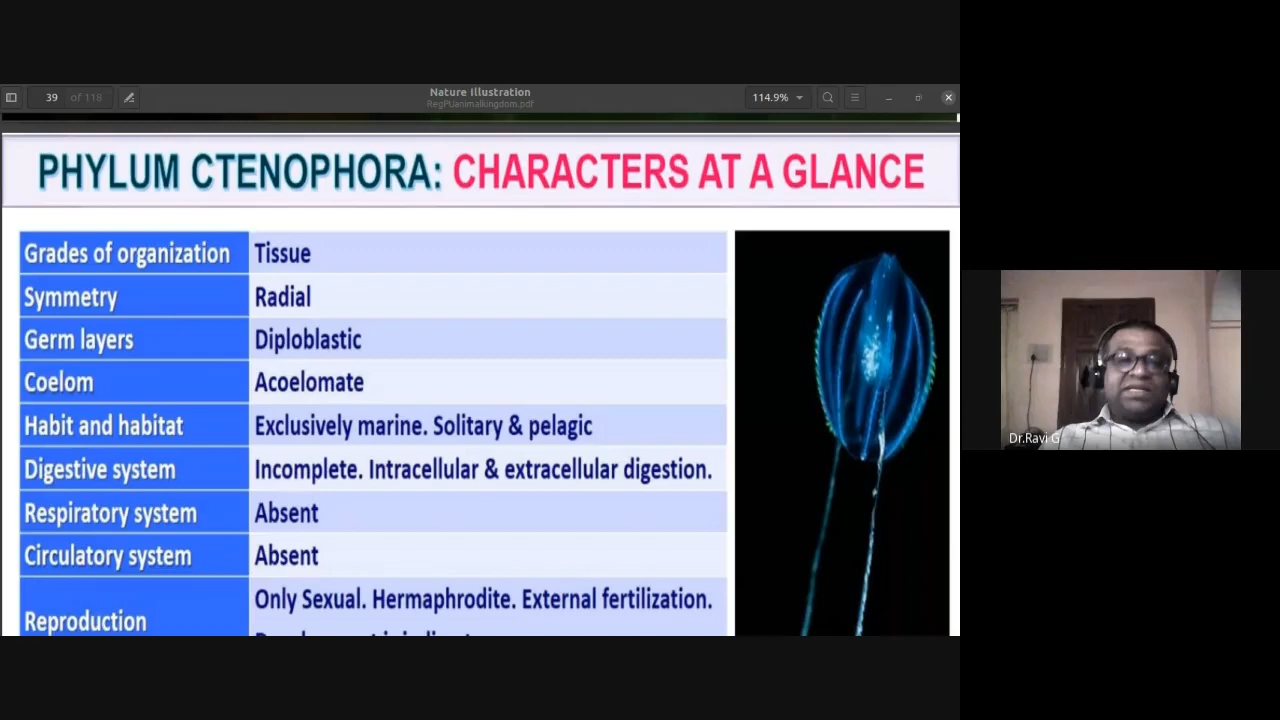 39 of 118
Nature Illustration
RegPUanimalkingdom.pdf
114.9%
PHYLUM CTENOPHORA: CHARACTERS AT A GLANCE
Grades of organization Tissue
Symmetry Radial
Germ layers Diploblastic
Coelom Acoelomate
Habit and habitat Exclusively marine. Solitary & pelagic
Digestive system Incomplete. Intracellular & extracellular digestion.
Respiratory system Absent
Circulatory system Absent
Reproduction Only Sexual. Hermaphrodite. External fertilization.
Dr.Ravi G